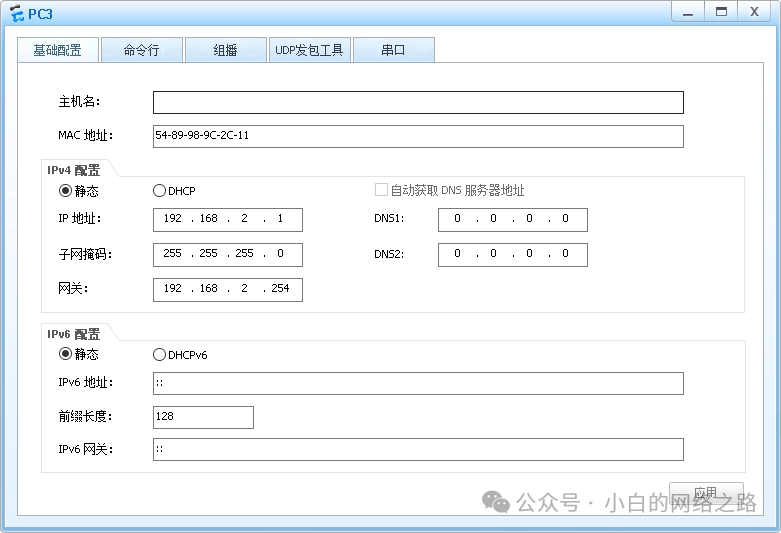 PC3
基础配置 命令行 组播 UDP发包工具 串口
主机名:
MAC 地址: 54-89-98-9C-2C-11
IPv4 配置
静态 DHCP 自动获取 DNS 服务器地址
IP 地址: 192 . 168 . 2 . 1 DNS1: 0 . 0 . 0 . 0
子网掩码: 255 . 255 . 255 . 0 DNS2: 0 . 0 . 0 . 0
网关: 192 . 168 . 2 . 254
IPv6 配置
静态 DHCPv6
IPv6 地址: ::
前缀长度: 128
IPv6 网关: ::
应用
公众号 · 小白的网络之路